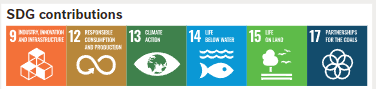 SDG contributions
9 INDUSTRY, INNOVATION
AND INFRASTRUCTURE
12 RESPONSIBLE
CONSUMPTION
AND PRODUCTION
13 CLIMATE
ACTION
14 LIFE
BELOW WATER
15 LIFE
ON LAND
17 PARTNERSHIPS
FOR THE GOALS